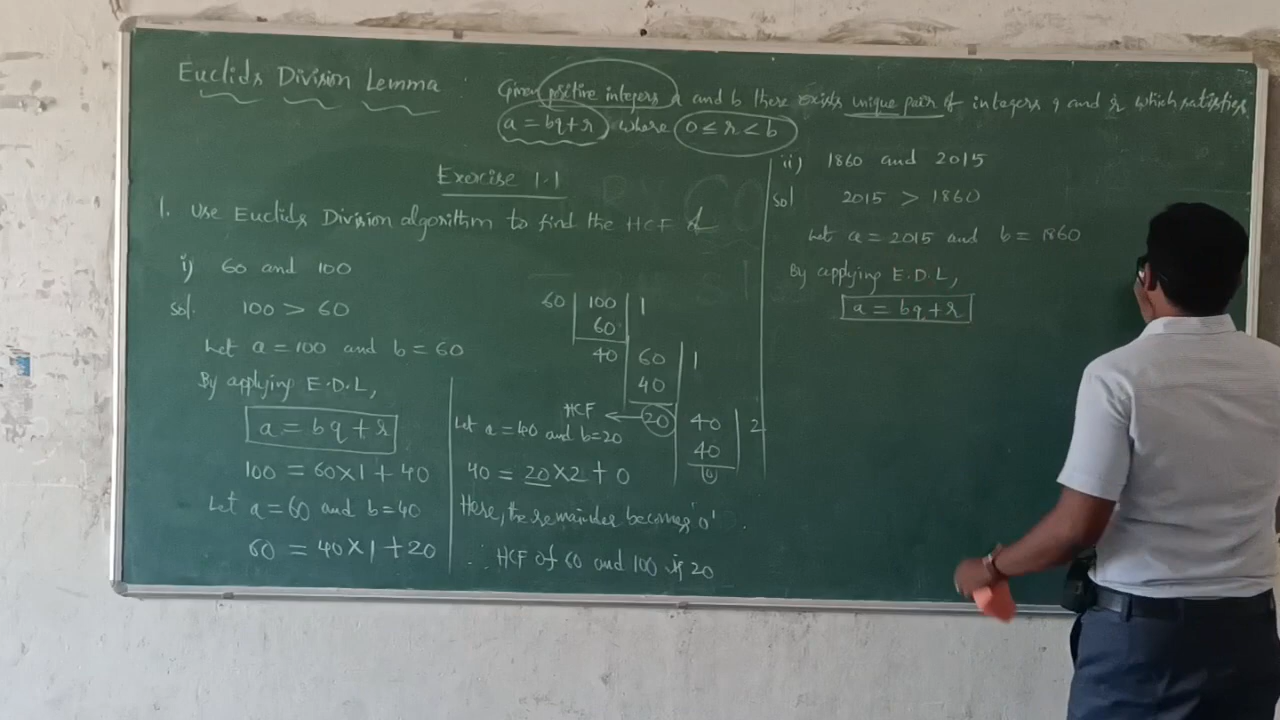 Euclids Division Lemma
Given positive integers a and b there exists unique pair of integers q and r which satisfies
a = bq + r where 0 ≤ r < b
Exercise 1.1
1. Use Euclids Division algorithm to find the HCF of
i) 60 and 100
sol. 100 > 60
Let a = 100 and b = 60
By applying E.D.L,
a = bq + r
100 = 60 × 1 + 40
Let a = 60 and b = 40
60 = 40 × 1 + 20
60 | 100 | 1
60
40 | 60 | 1
40
HCF ← 20 | 40 | 2
40
0
Let a = 40 and b = 20
40 = 20 × 2 + 0
Here, the remainder becomes '0'.
∴ HCF of 60 and 100 is 20
ii) 1860 and 2015
sol 2015 > 1860
Let a = 2015 and b = 1860
By applying E.D.L,
a = bq + r